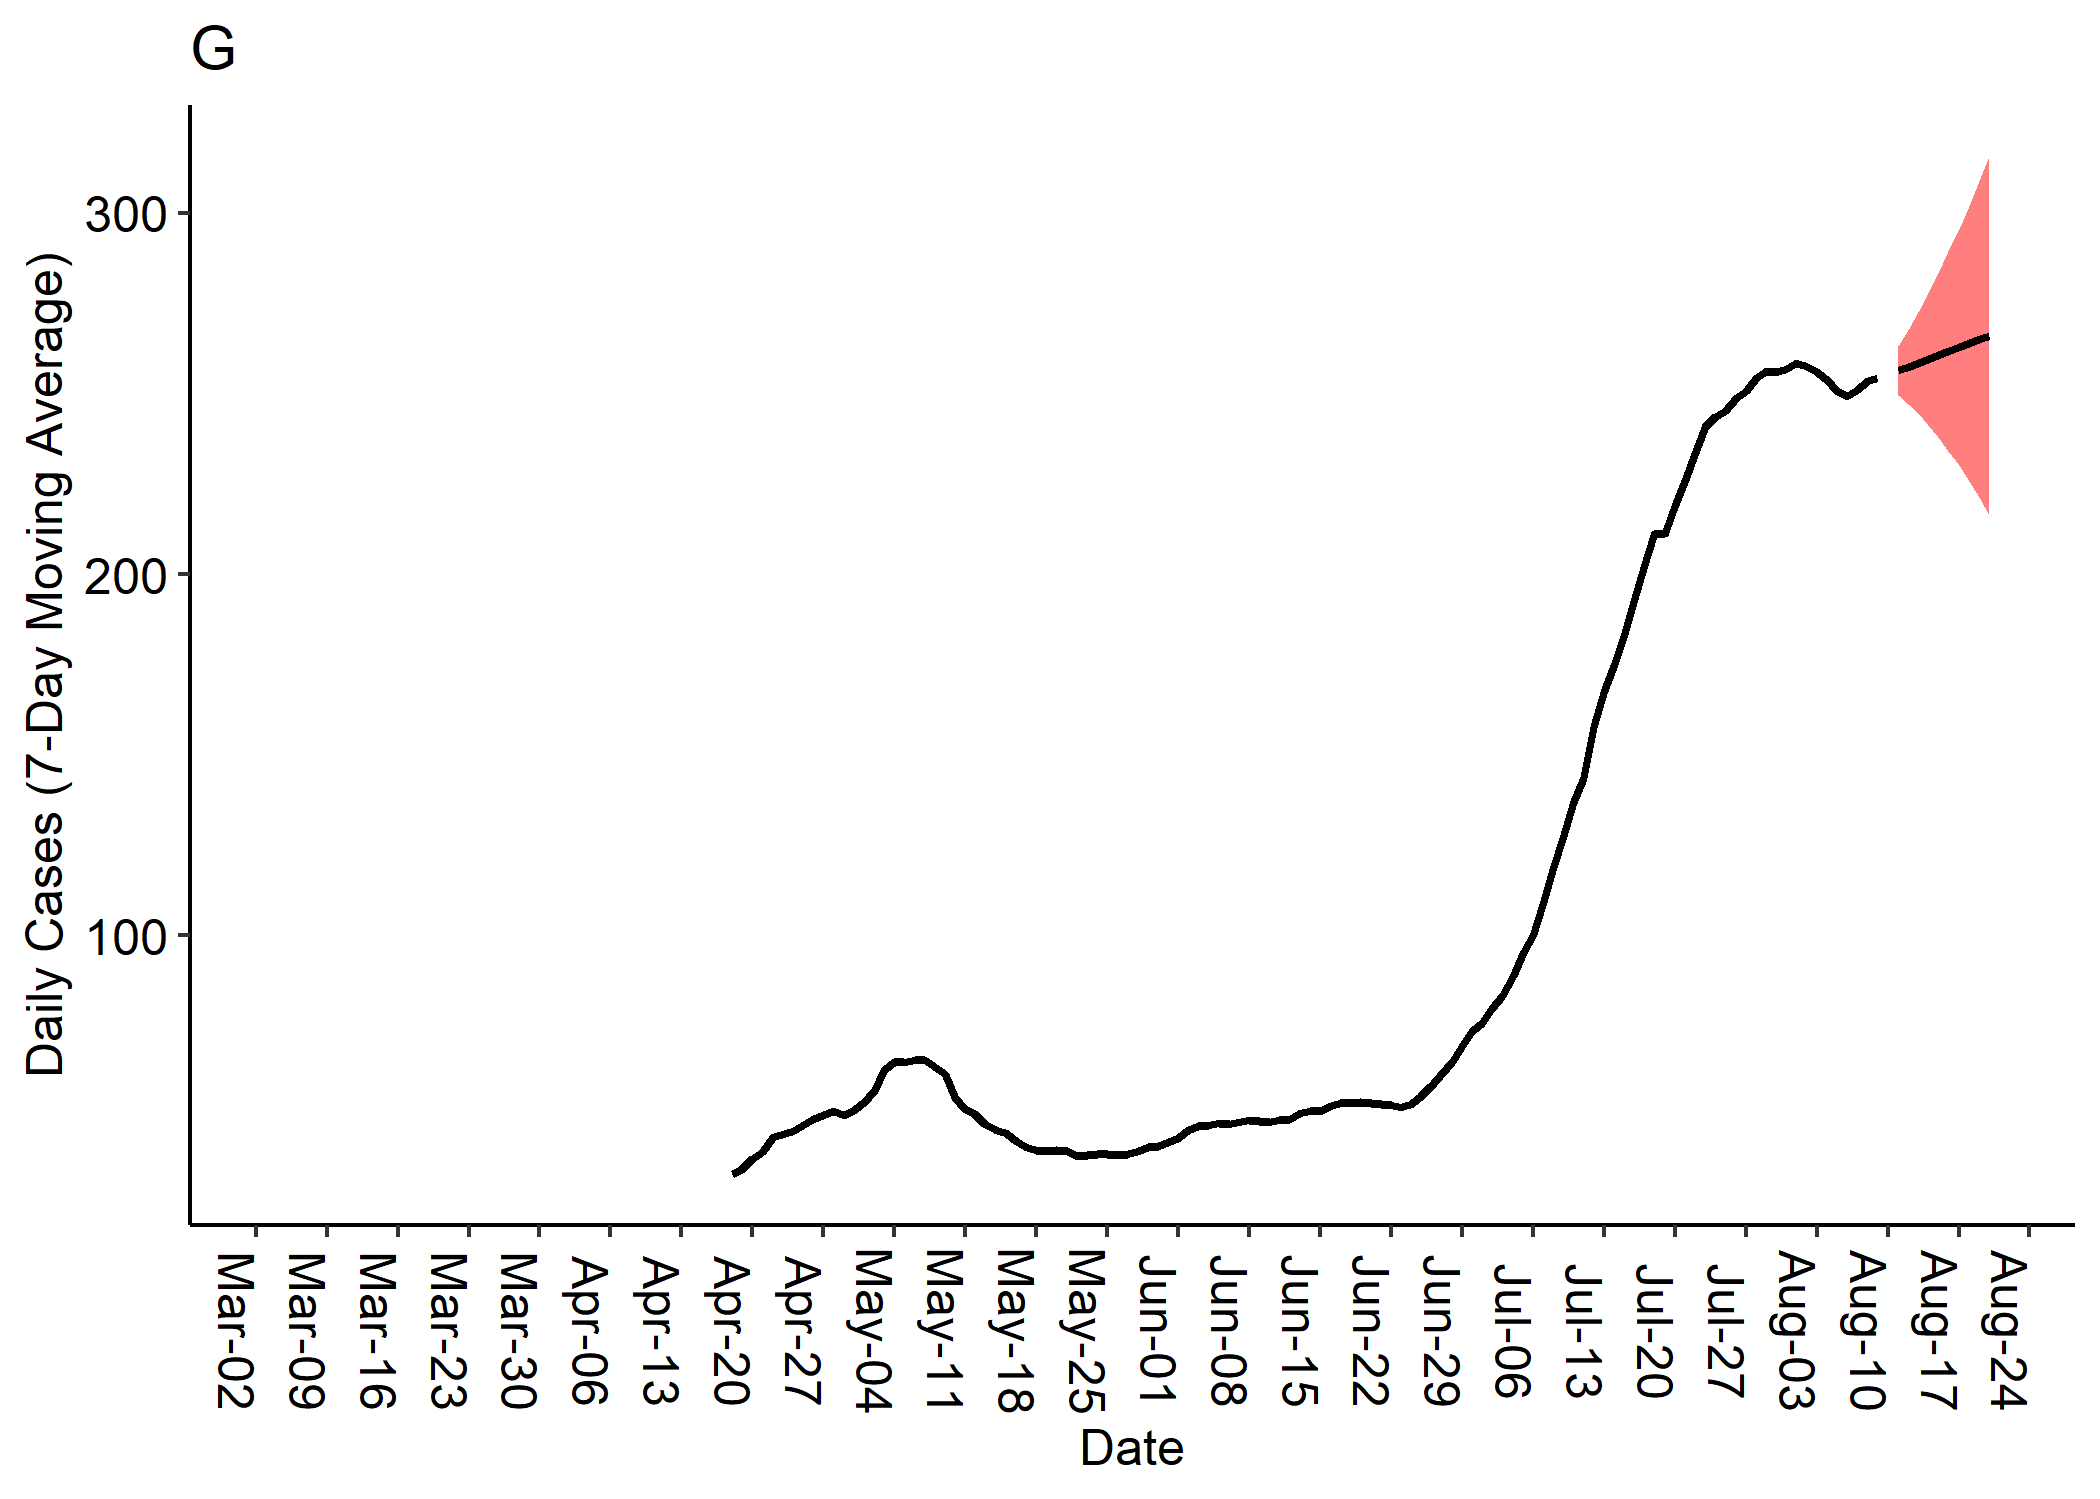 G
Daily Cases (7-Day Moving Average)
300
200
100
Mar-02
Mar-09
Mar-16
Mar-23
Mar-30
Apr-06
Apr-13
Apr-20
Apr-27
May-04
May-11
May-18
May-25
Jun-01
Jun-08
Jun-15
Jun-22
Jun-29
Jul-06
Jul-13
Jul-20
Jul-27
Aug-03
Aug-10
Aug-17
Aug-24
Date